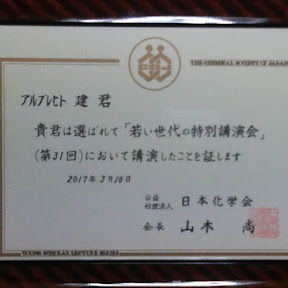 THE CHEMICAL SOCIETY OF JAPAN
アルブレヒト 建 君
貴君は選ばれて「若い世代の特別講演会」
(第31回)において講演したことを証します
2017年3月18日
公益
社団法人 日本化学会
会長 山本 尚
YOUNG SCHOLAR LECTURE SERIES